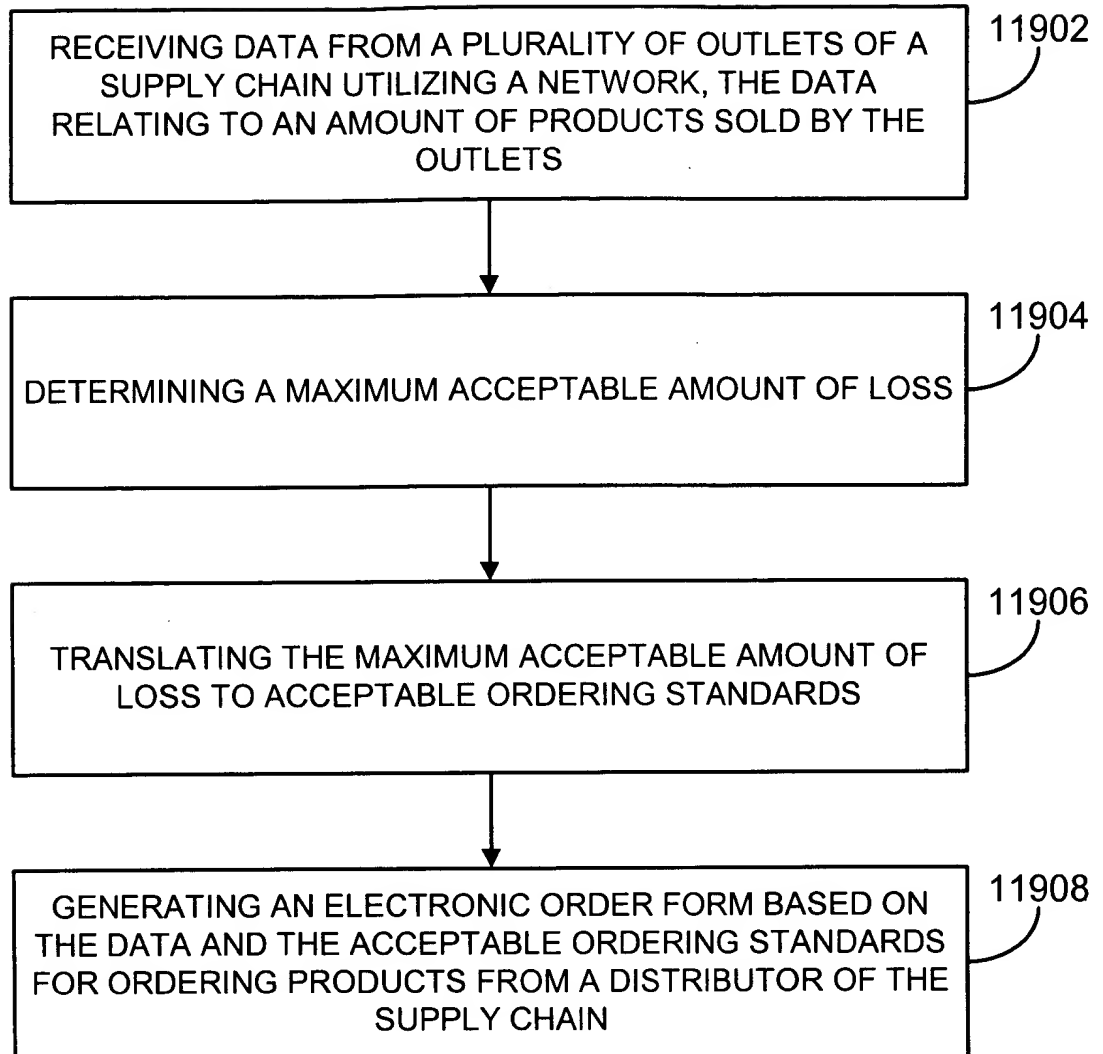 RECEIVING DATA FROM A PLURALITY OF OUTLETS OF A
SUPPLY CHAIN UTILIZING A NETWORK, THE DATA
RELATING TO AN AMOUNT OF PRODUCTS SOLD BY THE
OUTLETS
11902
DETERMINING A MAXIMUM ACCEPTABLE AMOUNT OF LOSS
11904
TRANSLATING THE MAXIMUM ACCEPTABLE AMOUNT OF
LOSS TO ACCEPTABLE ORDERING STANDARDS
11906
GENERATING AN ELECTRONIC ORDER FORM BASED ON
THE DATA AND THE ACCEPTABLE ORDERING STANDARDS
FOR ORDERING PRODUCTS FROM A DISTRIBUTOR OF THE
SUPPLY CHAIN
11908